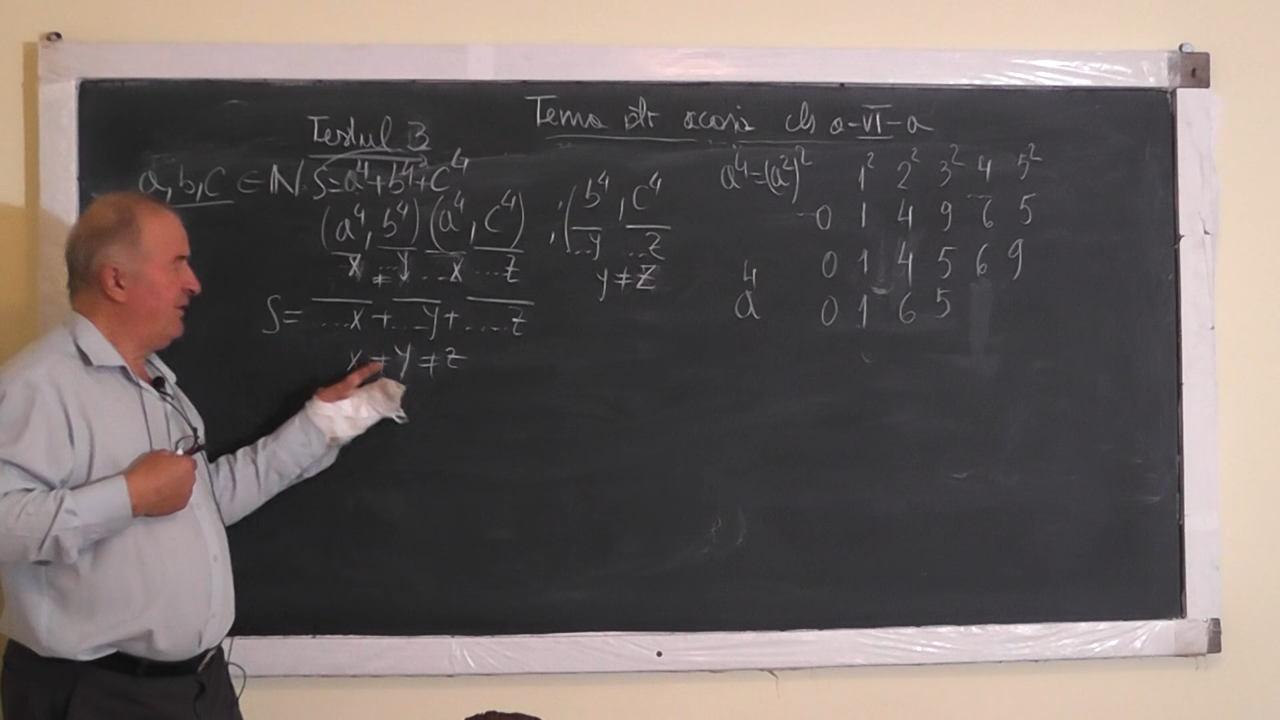 Testul 3
Tema ptr acasă cls a-VI-a
a,b,c ∈ N S=a⁴+b⁴+c⁴
(a⁴, b⁴) (a⁴, c⁴) ; (b⁴, c⁴
...x ≠ ...y ...x ...z ...y ...z
y≠z
S= ....x + ....y + .....z
x ≠ y ≠ z
a⁴=(a²)² 1² 2² 3² 4² 5²
0 1 4 9 6 5
0 1 4 5 6 9
a⁴ 0 1 6 5